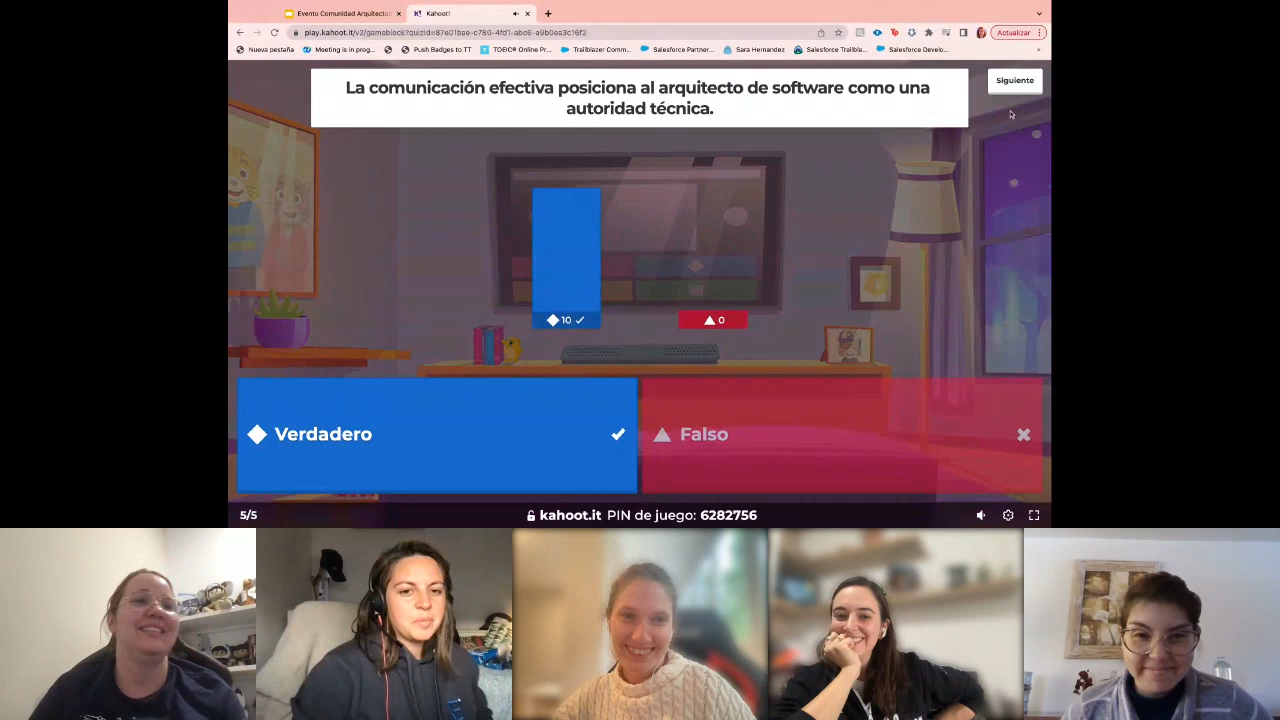 Evento Comunidad Arquitecto
Kahoot!
play.kahoot.it/v2/gameblock?quizId=87e01bae-c780-4fd1-abc6-a9b0ea3c16f2
Actualizar
Nueva pestaña
Meeting is in prog...
Push Badges to TT
TOEIC® Online Pr...
Trailblazer Comm...
Salesforce Partner...
Sara Hernandez
Salesforce Trailbla...
Salesforce Develo...
La comunicación efectiva posiciona al arquitecto de software como una
autoridad técnica.
Siguiente
10
0
Verdadero
Falso
5/5
kahoot.it PIN de juego: 6282756